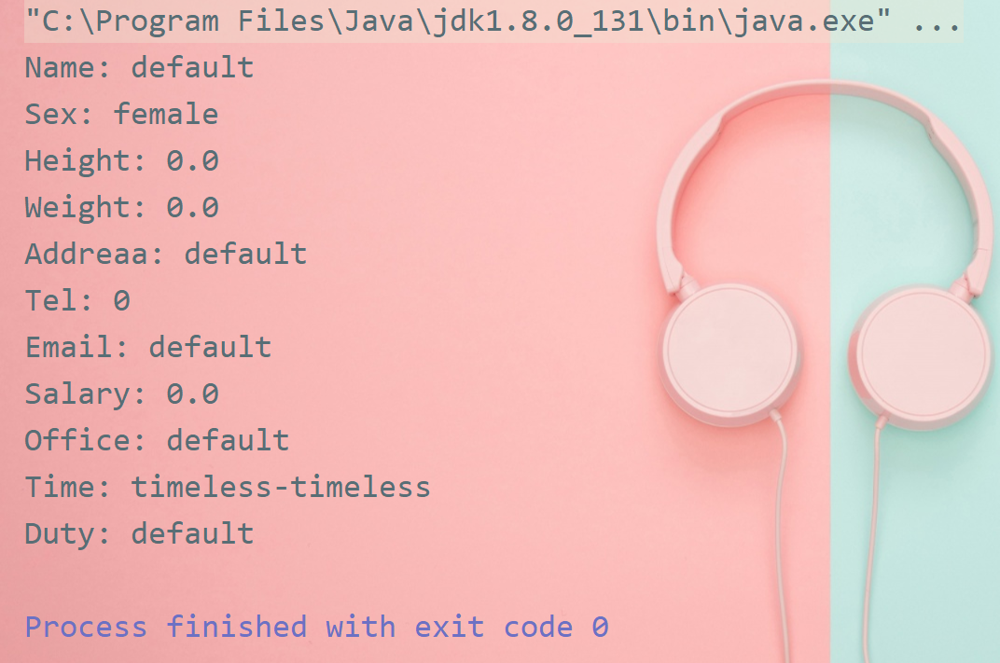 "C:\Program Files\Java\jdk1.8.0_131\bin\java.exe" ...
Name: default
Sex: female
Height: 0.0
Weight: 0.0
Addreaa: default
Tel: 0
Email: default
Salary: 0.0
Office: default
Time: timeless-timeless
Duty: default
Process finished with exit code 0